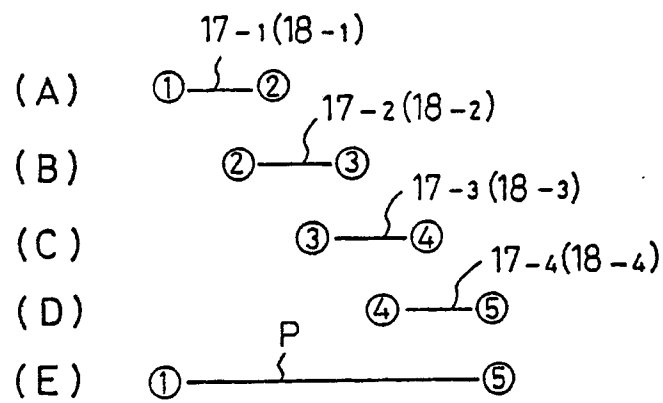 17-1(18-1)
(A) ① ②
17-2(18-2)
(B) ② ③
17-3(18-3)
(C) ③ ④
17-4(18-4)
(D) ④ ⑤
P
(E) ① ⑤